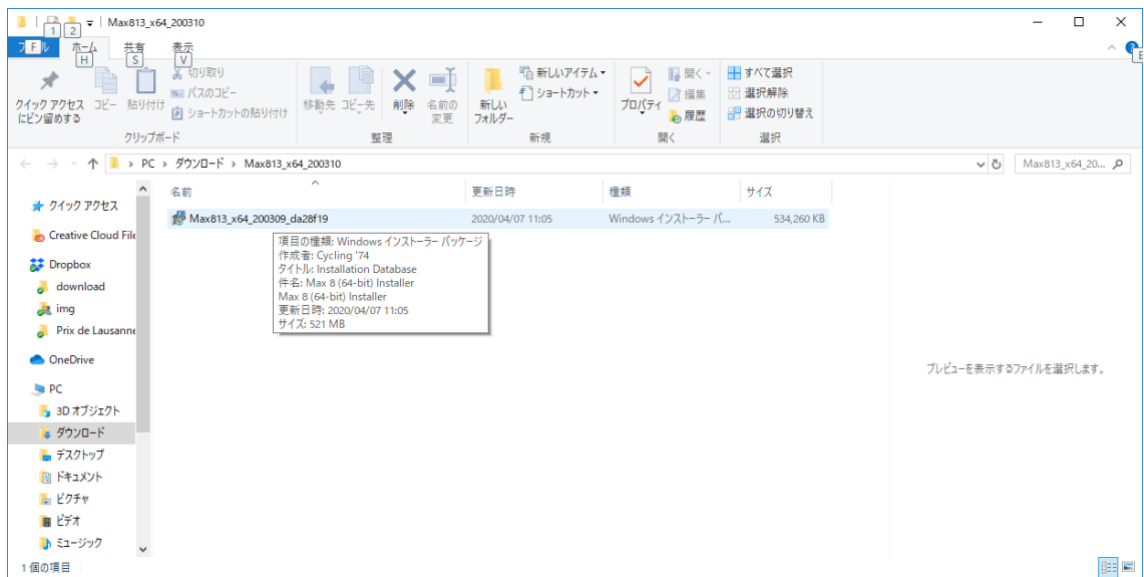 Max813_x64_200310
1
2
ファイル
F
ホーム
H
共有
S
表示
V
クイック アクセス
にピン留めする
コピー
貼り付け
切り取り
パスのコピー
ショートカットの貼り付け
クリップボード
移動先
コピー先
削除
名前の
変更
整理
新しい
フォルダー
新しいアイテム
ショートカット
新規
プロパティ
開く
編集
履歴
開く
すべて選択
選択解除
選択の切り替え
選択
PC › ダウンロード › Max813_x64_200310
Max813_x64_20...
クイック アクセス
Creative Cloud File
Dropbox
download
img
Prix de Lausanne
OneDrive
PC
3D オブジェクト
ダウンロード
デスクトップ
ドキュメント
ピクチャ
ビデオ
ミュージック
名前 更新日時 種類 サイズ
Max813_x64_200309_da28f19 2020/04/07 11:05 Windows インストーラー パ... 534,260 KB
項目の種類: Windows インストーラー パッケージ
作成者: Cycling '74
タイトル: Installation Database
件名: Max 8 (64-bit) Installer
Max 8 (64-bit) Installer
更新日時: 2020/04/07 11:05
サイズ: 521 MB
プレビューを表示するファイルを選択します。
1 個の項目